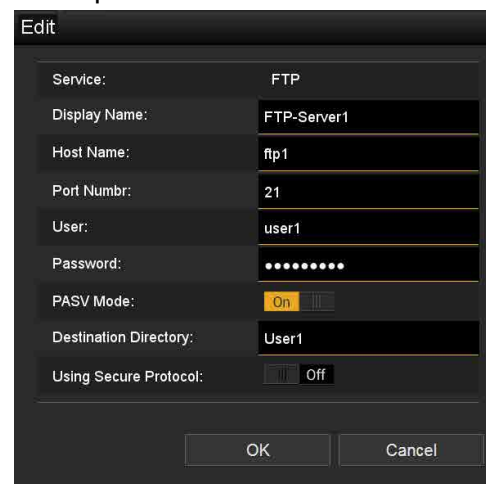 Edit
Service: FTP
Display Name: FTP-Server1
Host Name: ftp1
Port Numbr: 21
User: user1
Password: •••••••••
PASV Mode: On
Destination Directory: User1
Using Secure Protocol: Off
OK Cancel